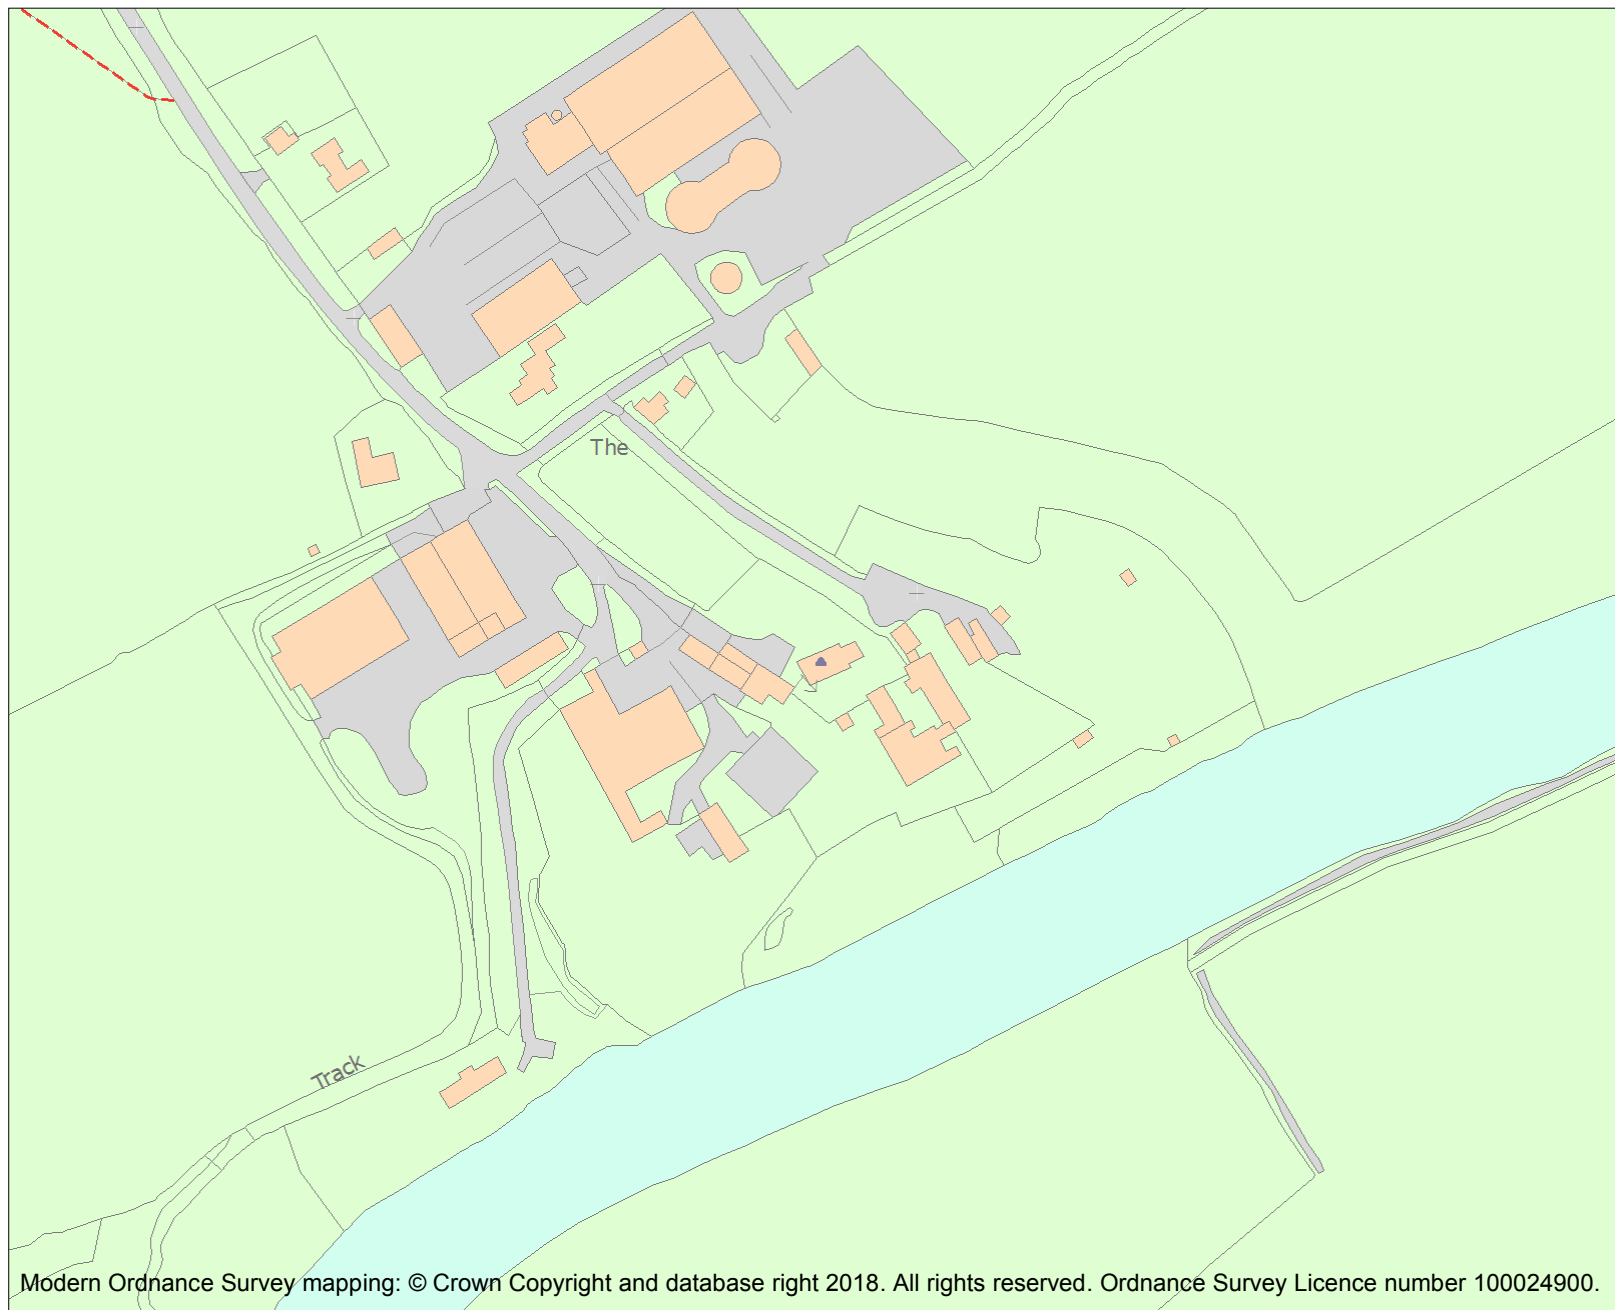 The
Track
Modern Ordnance Survey mapping: © Crown Copyright and database right 2018. All rights reserved. Ordnance Survey Licence number 100024900.